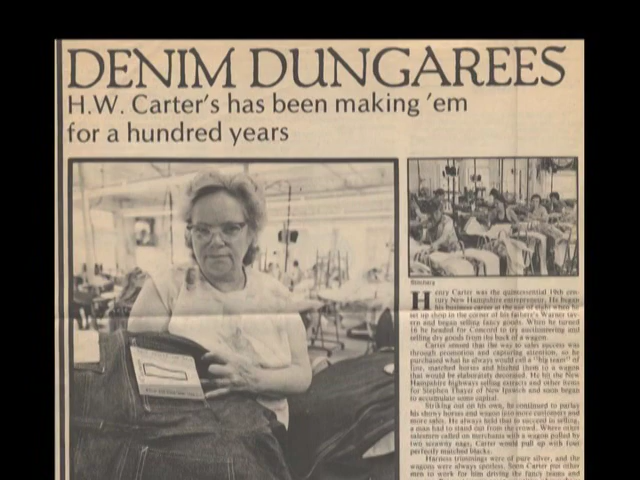 DENIM DUNGAREES
H.W. Carter's has been making 'em
for a hundred years
Henry Carter was the quintessential 19th cen-
tury New Hampshire entrepreneur. He began
his business career at the age of eight when he
set up shop in the corner of his father's Warner tav-
ern and began selling fancy goods. When he turned
16 he headed for Concord to try auctioneering and
selling dry goods from the back of a wagon.
Carter sensed that the way to sales success was
through promotion and capturing attention, so he
purchased what he always would call a "big team" of
fine, matched horses and hitched them to a wagon
that would be elaborately decorated. He hit the New
Hampshire highways selling extracts and other items
for Stephen Thayer of New Ipswich and soon began
to accumulate some capital.
Striking out on his own, he continued to parlay
his showy horses and wagon into more customers and
more sales. He always held that to succeed in selling,
a man had to stand out from the crowd. Where other
salesmen called on merchants with a wagon pulled by
two swayning nags, Carter would pull up with four
perfectly matched blacks.
Harness trimmings were of pure silver, and the
wagons were always spotless. Soon Carter put other
men to work for him driving the fancy teams and